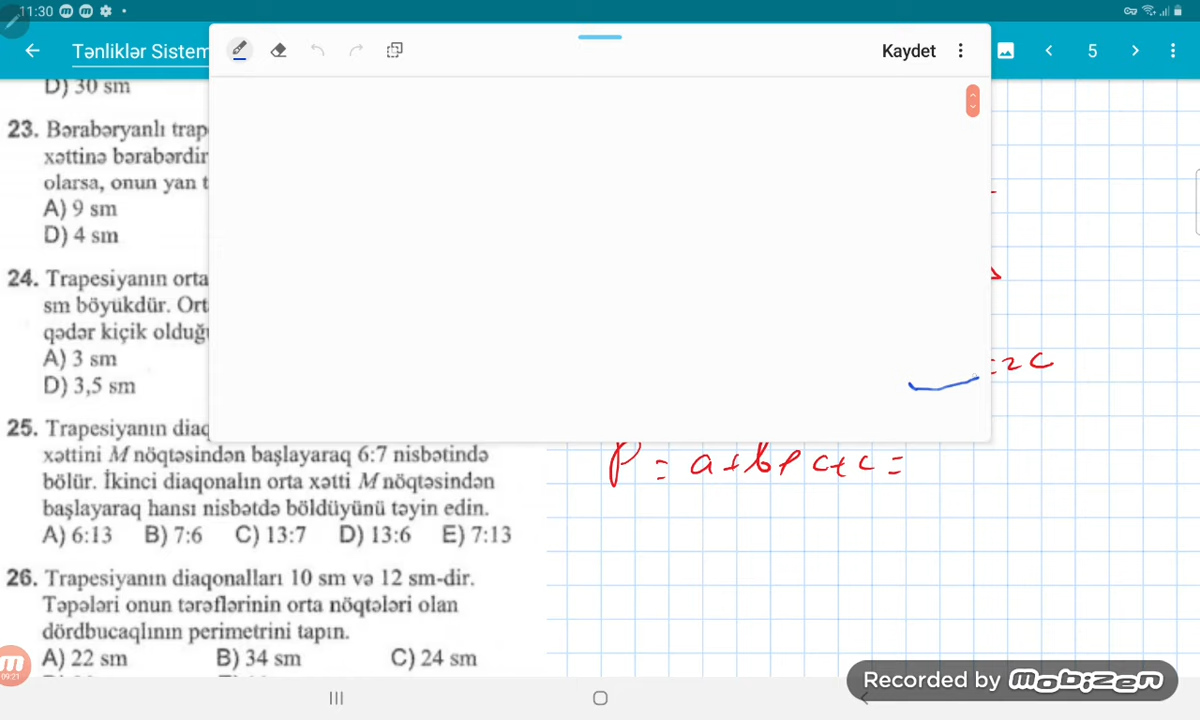 11:30
Tənliklər Sistem
Kaydet
5
D) 30 sm
23. Bərabəryanlı trap
xəttinə bərabərdir
olarsa, onun yan t
A) 9 sm
D) 4 sm
24. Trapesiyanın orta
sm böyükdür. Ort
qədər kiçik olduğu
A) 3 sm
D) 3,5 sm
=2c
25. Trapesiyanın diaq
xəttini M nöqtəsindən başlayaraq 6:7 nisbətində
bölür. İkinci diaqonalın orta xətti M nöqtəsindən
başlayaraq hansı nisbətdə böldüyünü təyin edin.
A) 6:13 B) 7:6 C) 13:7 D) 13:6 E) 7:13
P = a+b+c+c =
26. Trapesiyanın diaqonalları 10 sm və 12 sm-dir.
Təpələri onun tərəflərinin orta nöqtələri olan
dördbucaqlının perimetrini tapın.
A) 22 sm B) 34 sm C) 24 sm
09:21
Recorded by mobizen